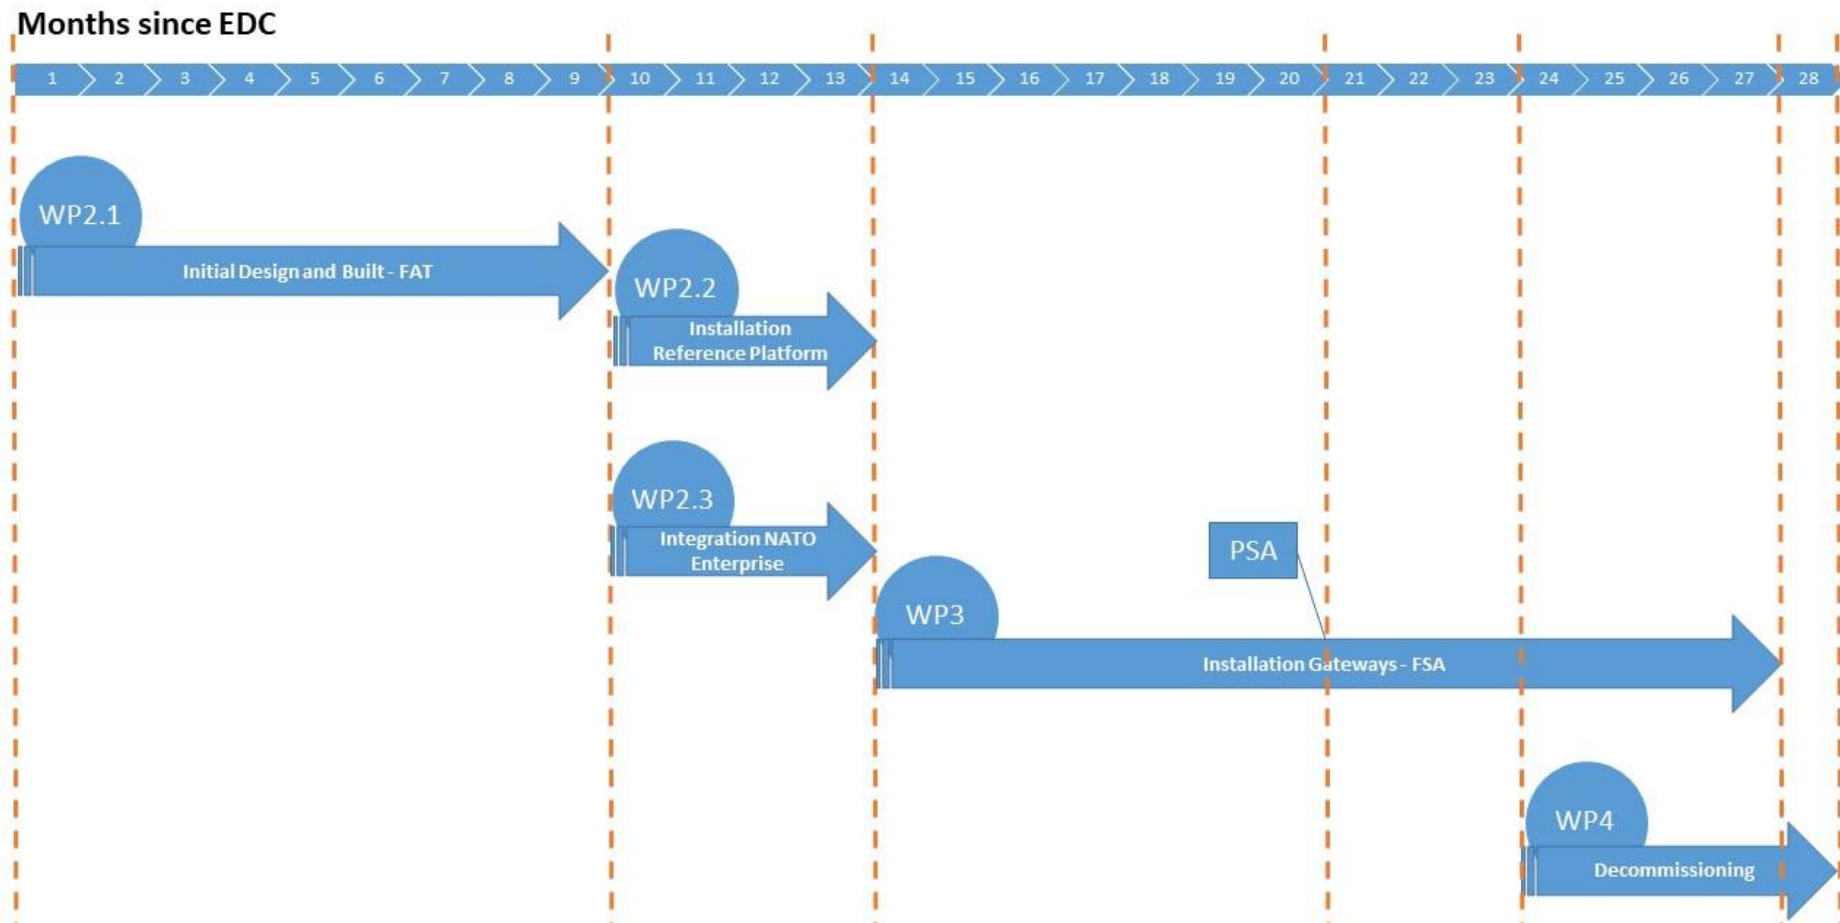 Months since EDC
1 2 3 4 5 6 7 8 9 10 11 12 13 14 15 16 17 18 19 20 21 22 23 24 25 26 27 28
WP2.1
Initial Design and Built - FAT
WP2.2
Installation
Reference Platform
WP2.3
Integration NATO
Enterprise
PSA
WP3
Installation Gateways - FSA
WP4
Decommissioning